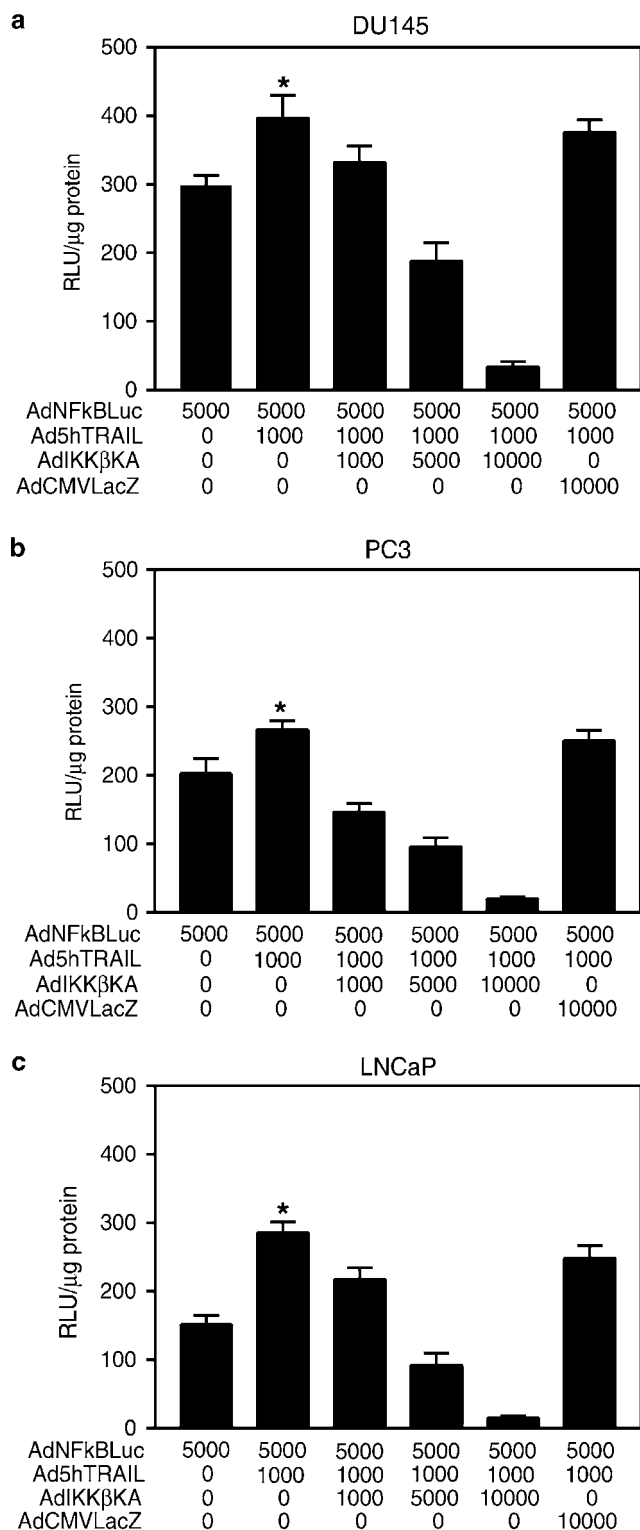 a
DU145
500
*
400
300
200
100
0
RLU/µg protein
AdNFkBLuc 5000 5000 5000 5000 5000 5000
Ad5hTRAIL 0 1000 1000 1000 1000 1000
AdIKKβKA 0 0 1000 5000 10000 0
AdCMVLacZ 0 0 0 0 0 10000
b
PC3
500
400
300
*
200
100
0
RLU/µg protein
AdNFkBLuc 5000 5000 5000 5000 5000 5000
Ad5hTRAIL 0 1000 1000 1000 1000 1000
AdIKKβKA 0 0 1000 5000 10000 0
AdCMVLacZ 0 0 0 0 0 10000
c
LNCaP
500
400
300
*
200
100
0
RLU/µg protein
AdNFkBLuc 5000 5000 5000 5000 5000 5000
Ad5hTRAIL 0 1000 1000 1000 1000 1000
AdIKKβKA 0 0 1000 5000 10000 0
AdCMVLacZ 0 0 0 0 0 10000